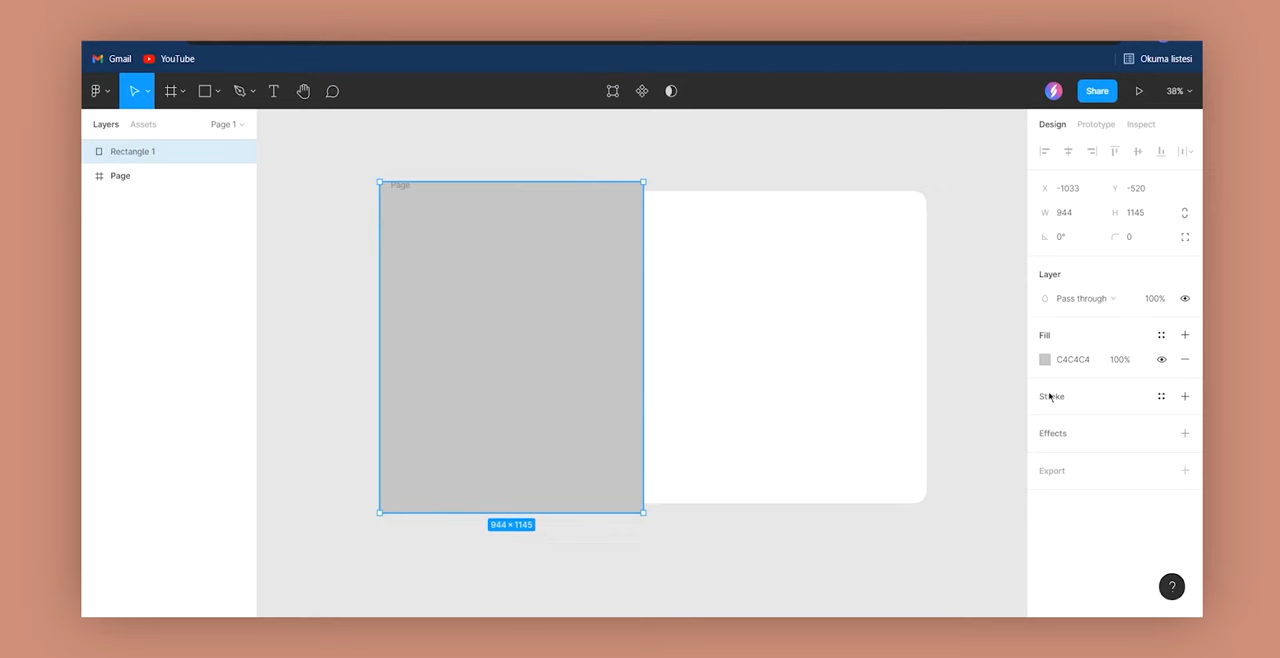 Gmail YouTube Okuma listesi
Share 38%
Layers Assets Page 1 Design Prototype Inspect
Rectangle 1
Page
Page
X -1033 Y -520
W 944 H 1145
0° 0
Layer
Pass through 100%
Fill
C4C4C4 100%
Stroke
Effects
Export
944 × 1145
?